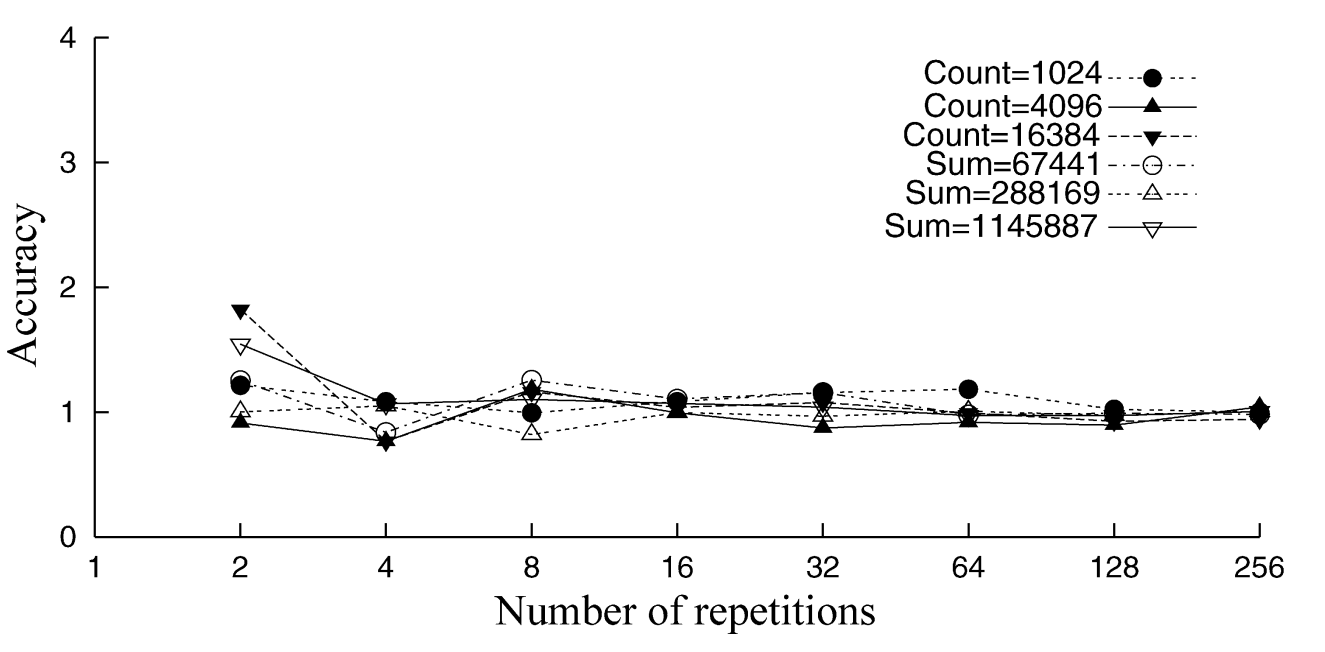 4
Count=1024
Count=4096
Count=16384
3
Sum=67441
Sum=288169
Sum=1145887
Accuracy
2
1
0
1 2 4 8 16 32 64 128 256
Number of repetitions